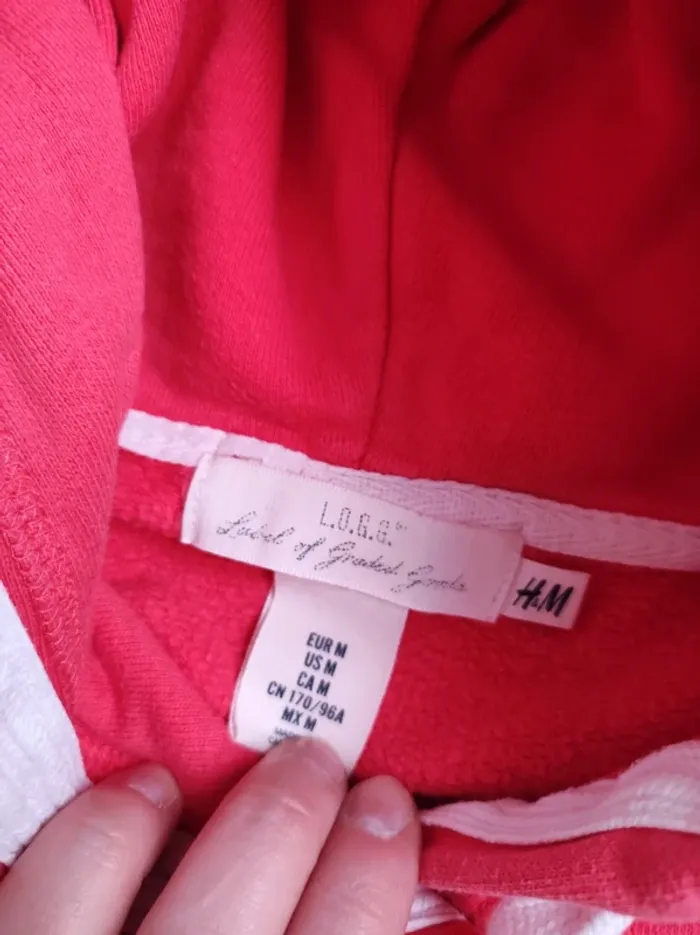 L.O.G.G.
Label of Graded Goods
H&M
EUR M
US M
CA M
CN 170/96A
MX M